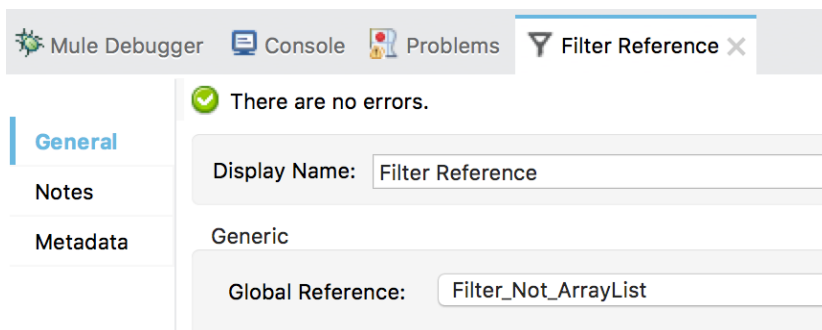 Mule Debugger Console Problems Filter Reference
There are no errors.
General
Display Name: Filter Reference
Notes
Metadata
Generic
Global Reference: Filter_Not_ArrayList